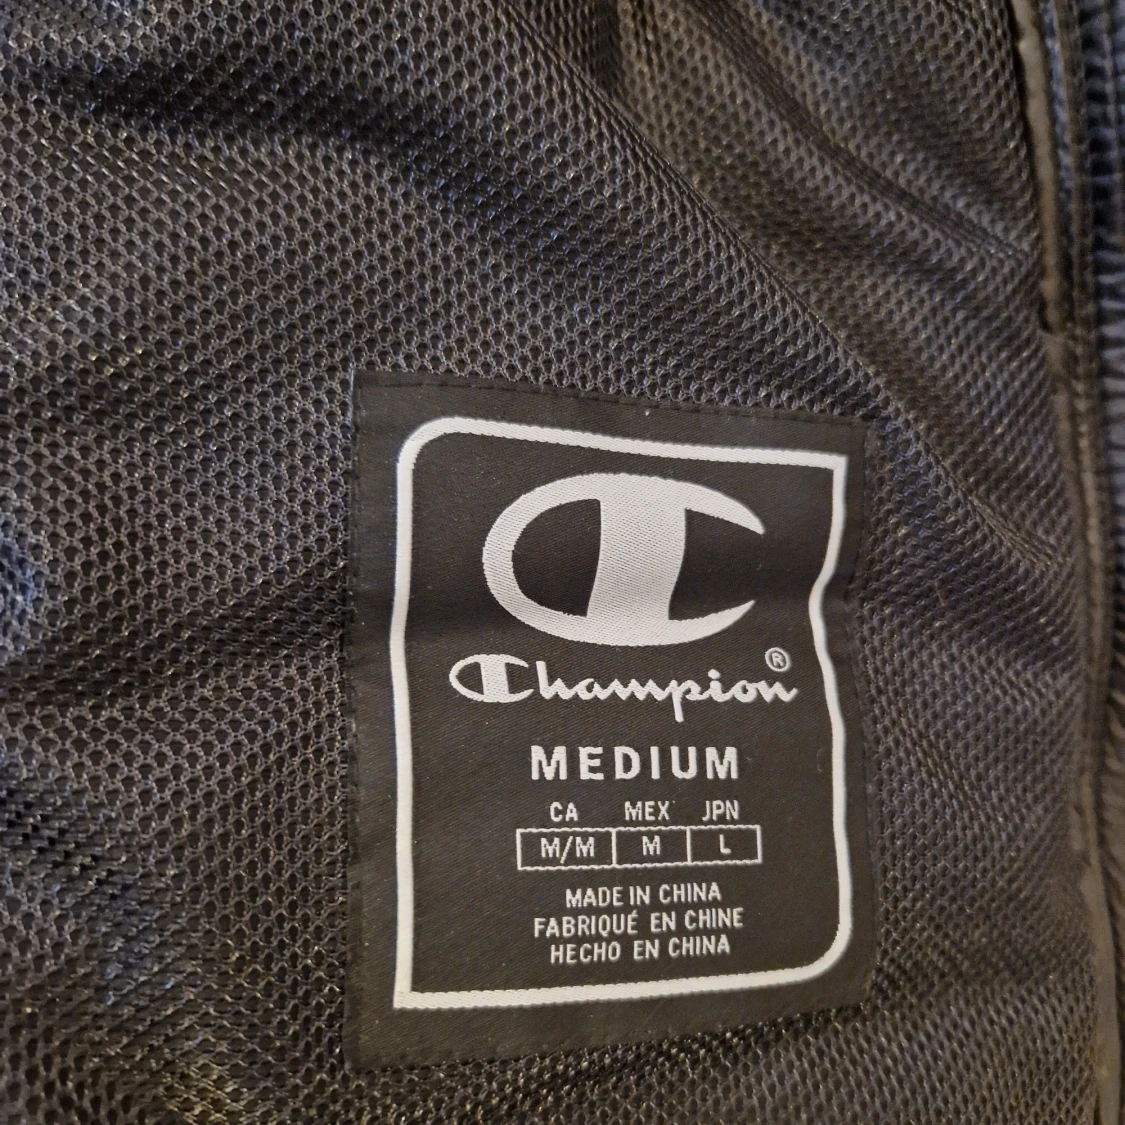 C
Champion®
MEDIUM
CA MEX JPN
M/M M L
MADE IN CHINA
FABRIQUÉ EN CHINE
HECHO EN CHINA